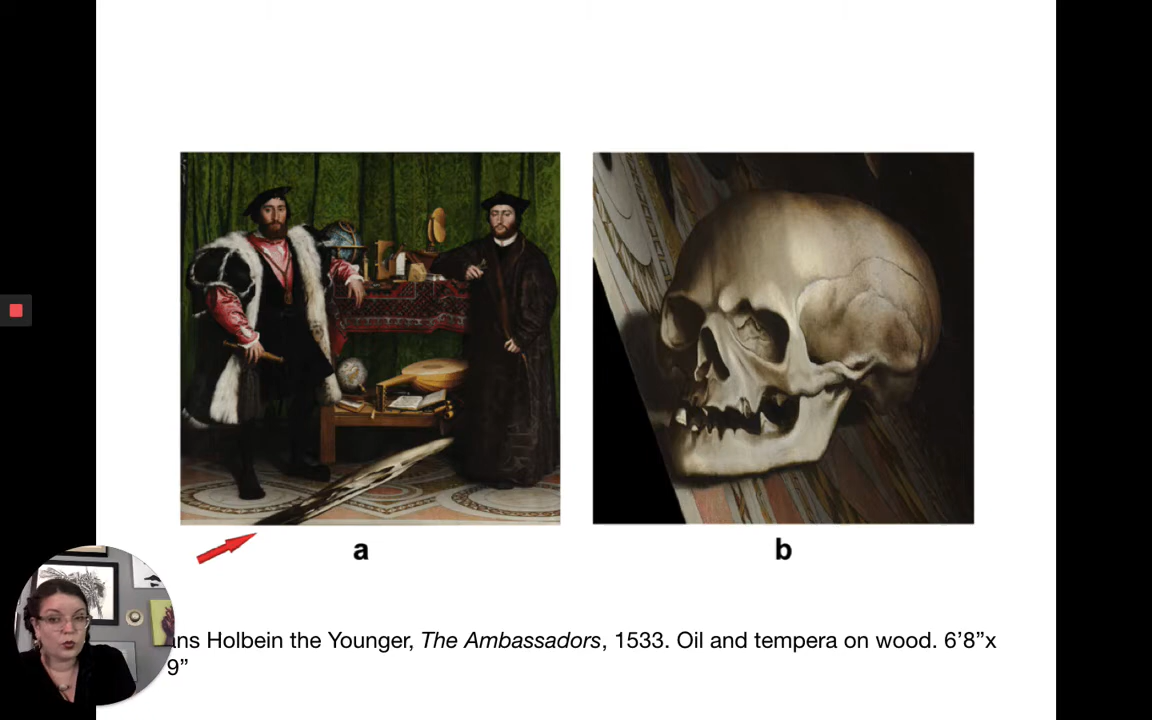 a
b
ns Holbein the Younger, The Ambassadors, 1533. Oil and tempera on wood. 6’8”x
9”